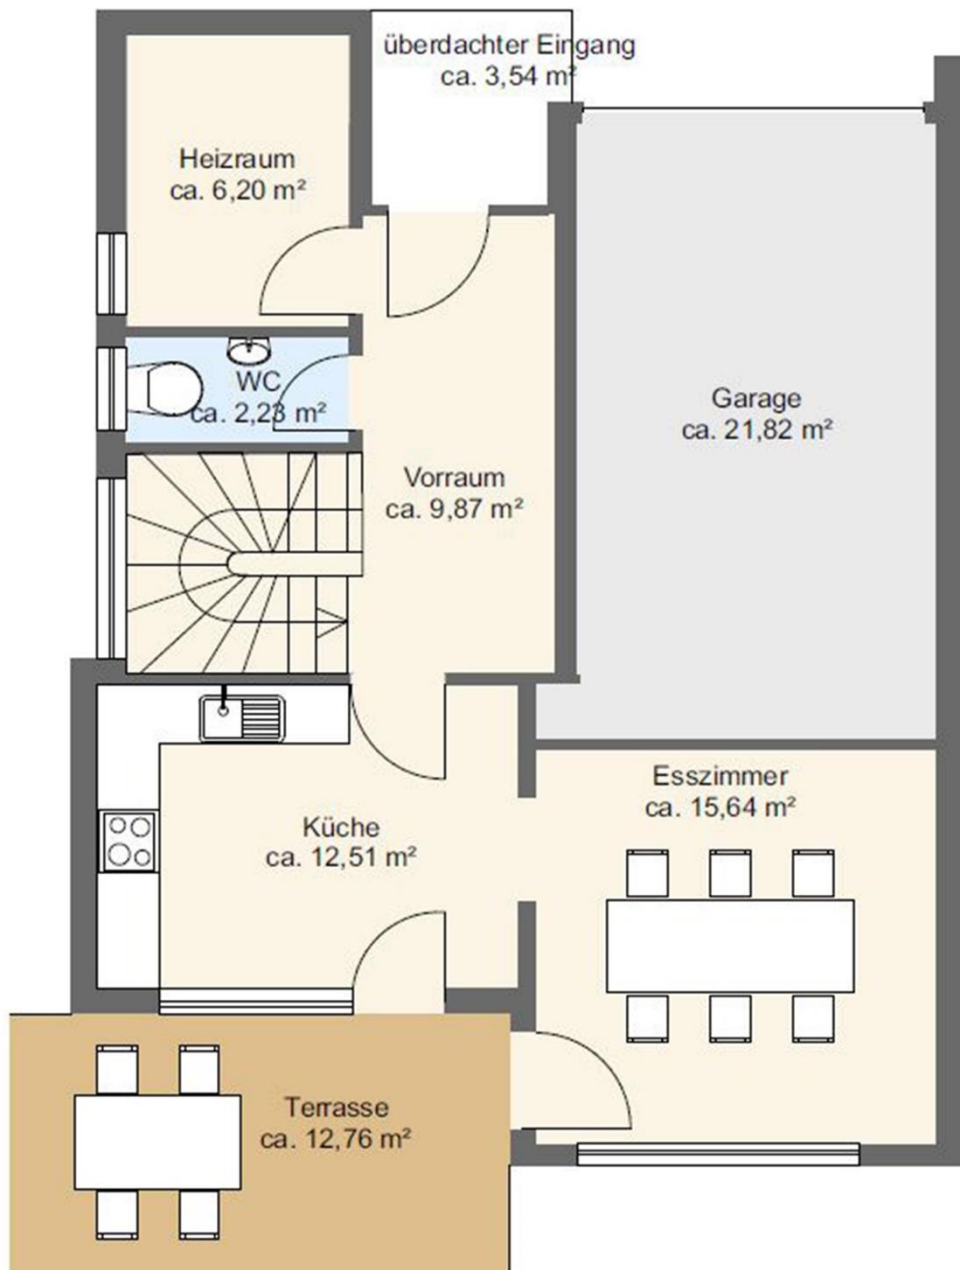 überdachter Eingang
ca. 3,54 m²
Heizraum
ca. 6,20 m²
WC
ca. 2,23 m²
Garage
ca. 21,82 m²
Vorraum
ca. 9,87 m²
Esszimmer
ca. 15,64 m²
Küche
ca. 12,51 m²
Terrasse
ca. 12,76 m²